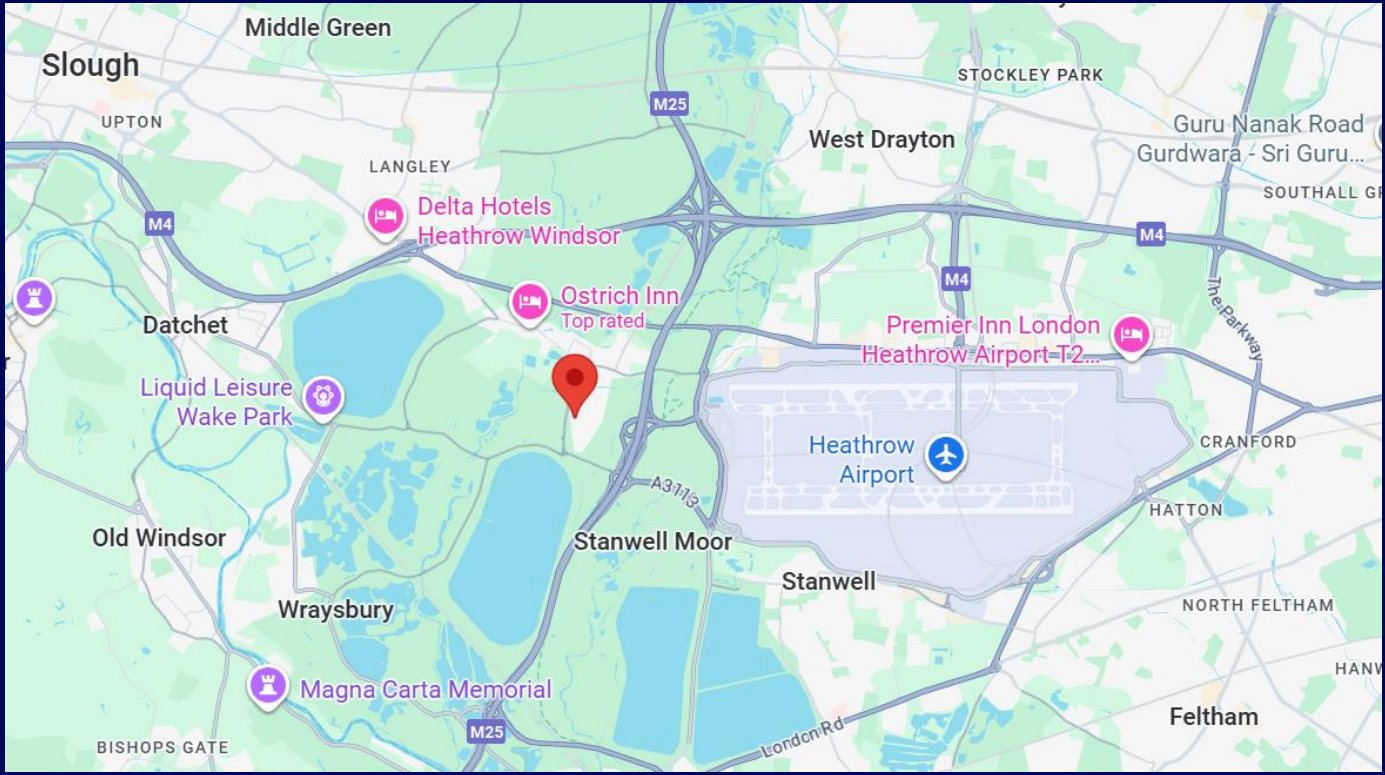 Middle Green
Slough
STOCKLEY PARK
M25
UPTON
West Drayton
Guru Nanak Road
Gurdwara - Sri Guru...
LANGLEY
SOUTHALL
Delta Hotels
Heathrow Windsor
M4
M4
M4
Ostrich Inn
Top rated
The Parkway
Datchet
Premier Inn London
Heathrow Airport T2...
Liquid Leisure
Wake Park
Heathrow
Airport
CRANFORD
A3113
HATTON
Old Windsor
Stanwell Moor
Stanwell
Wraysbury
NORTH FELTHAM
HANW
Magna Carta Memorial
Feltham
M25
London Rd
BISHOPS GATE